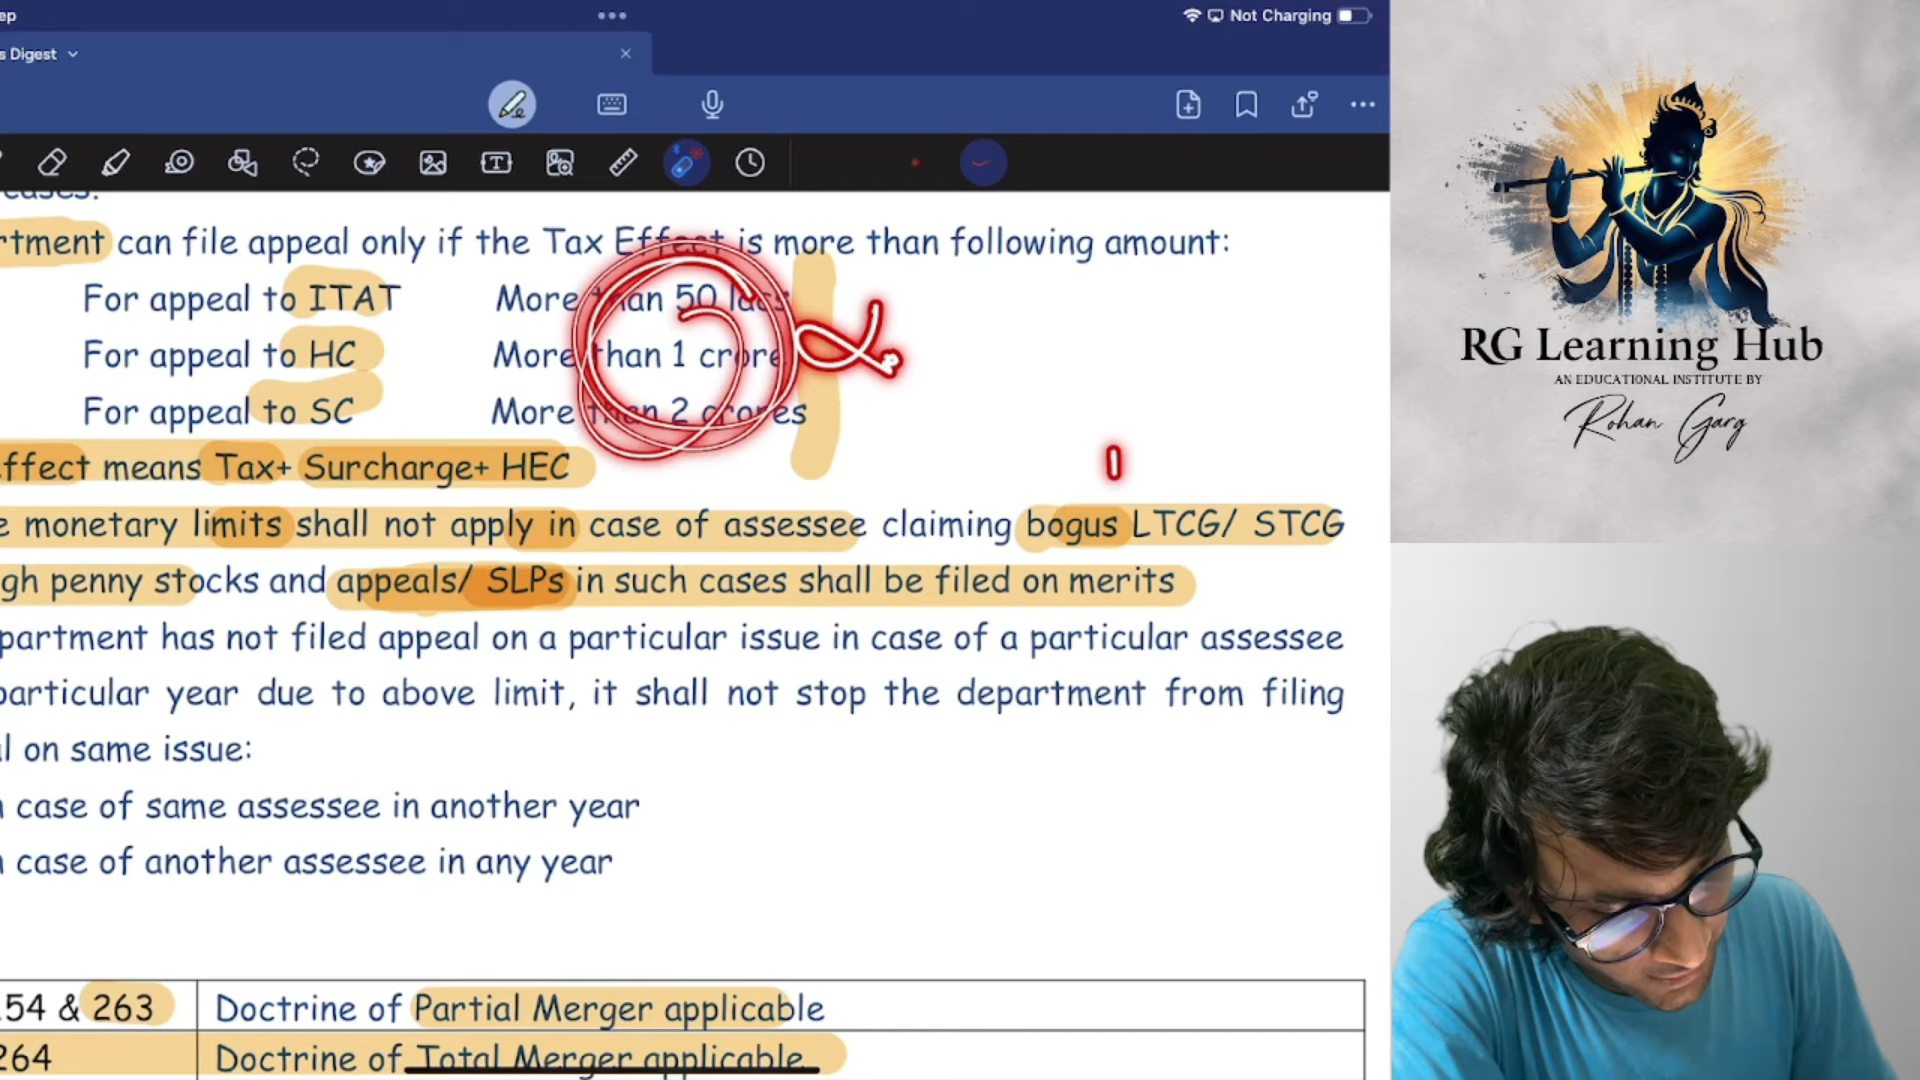 ep
Not Charging
s Digest
cases:
rtment can file appeal only if the Tax Effect is more than following amount:
For appeal to ITAT More than 50 lacs
For appeal to HC More than 1 crore
For appeal to SC More than 2 crores
ffect means Tax+ Surcharge+ HEC
e monetary limits shall not apply in case of assessee claiming bogus LTCG/ STCG
gh penny stocks and appeals/ SLPs in such cases shall be filed on merits
partment has not filed appeal on a particular issue in case of a particular assessee
particular year due to above limit, it shall not stop the department from filing
l on same issue:
n case of same assessee in another year
n case of another assessee in any year
154 & 263 Doctrine of Partial Merger applicable
264 Doctrine of Total Merger applicable
RG Learning Hub
AN EDUCATIONAL INSTITUTE BY
Rohan Garg